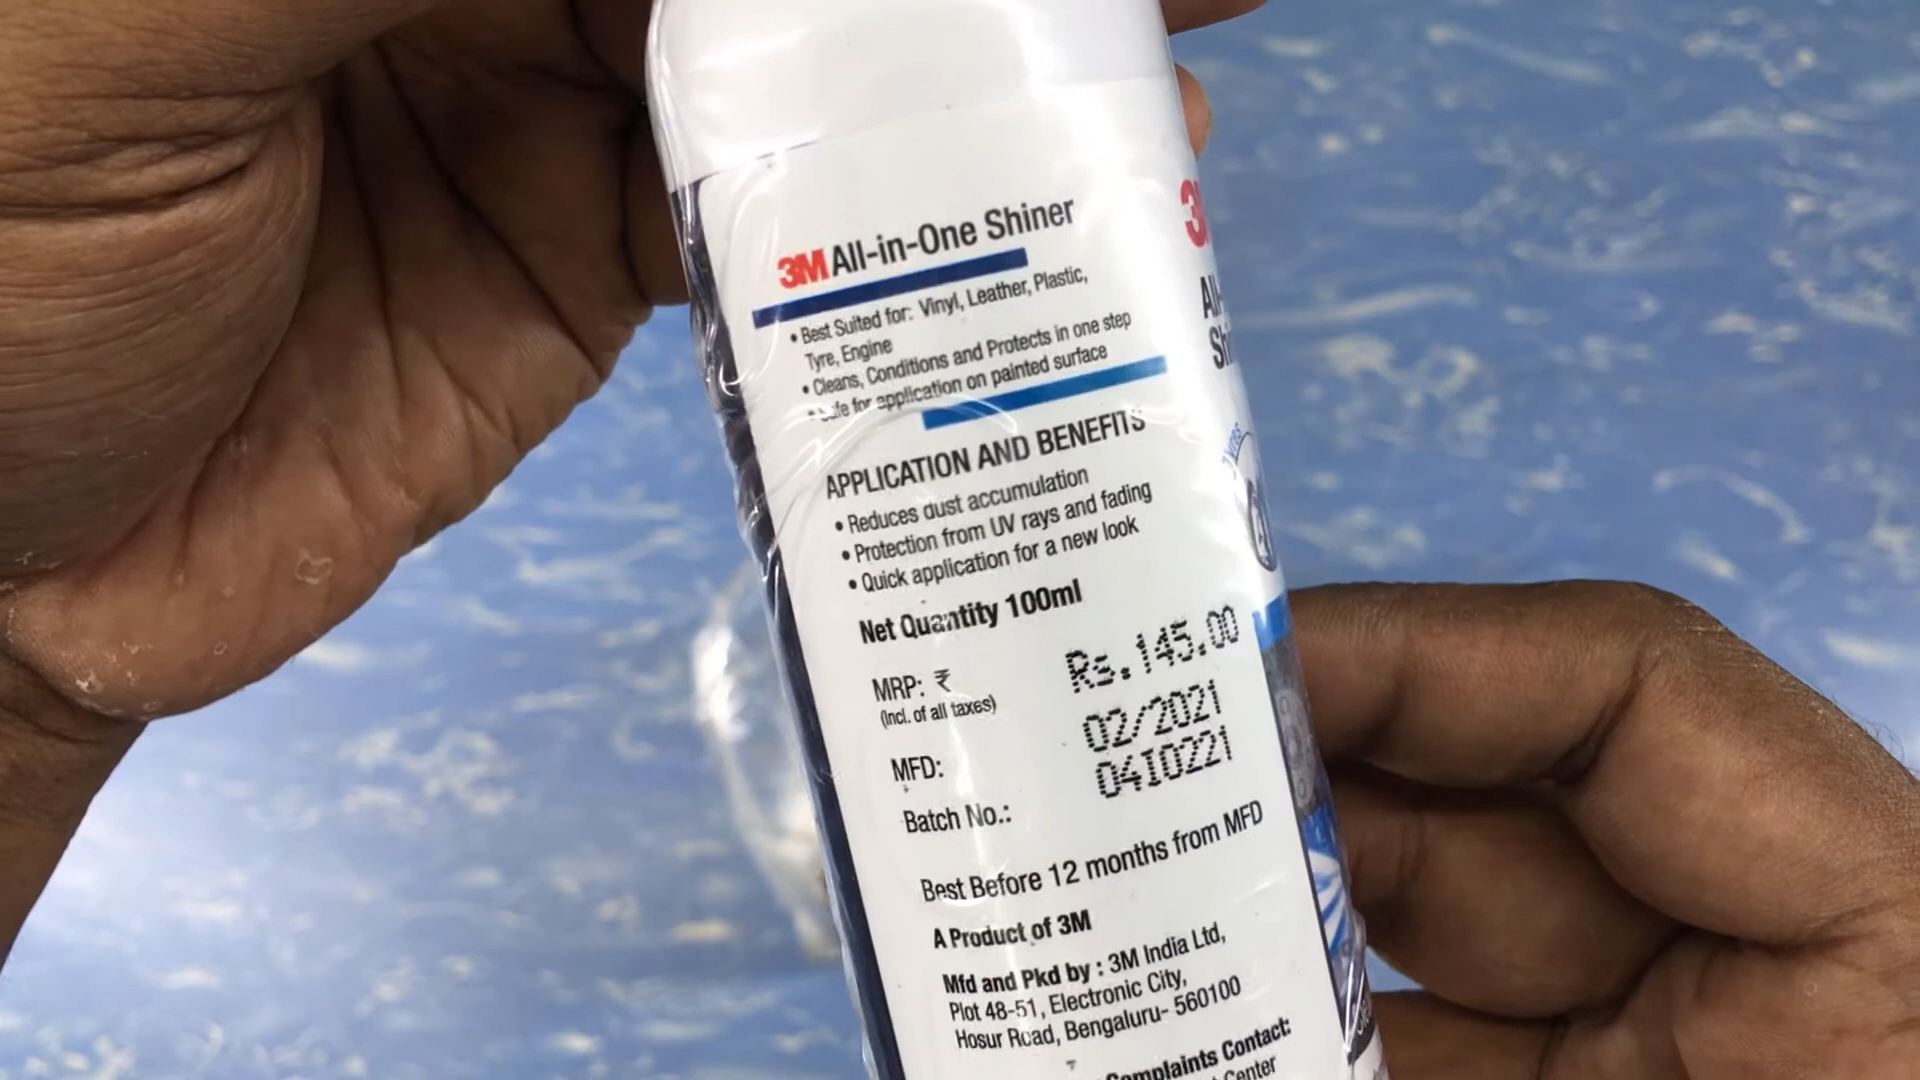 3M All-in-One Shiner
• Best Suited for: Vinyl, Leather, Plastic,
Tyre, Engine
• Cleans, Conditions and Protects in one step
• Safe for application on painted surface
APPLICATION AND BENEFITS
• Reduces dust accumulation
• Protection from UV rays and fading
• Quick application for a new look
Net Quantity 100ml
MRP: ₹ Rs.145.00
(Incl. of all taxes)
MFD: 02/2021
Batch No.: 04I0221
Best Before 12 months from MFD
A Product of 3M
Mfd and Pkd by : 3M India Ltd,
Plot 48-51, Electronic City,
Hosur Road, Bengaluru- 560100
Complaints Contact:
Center